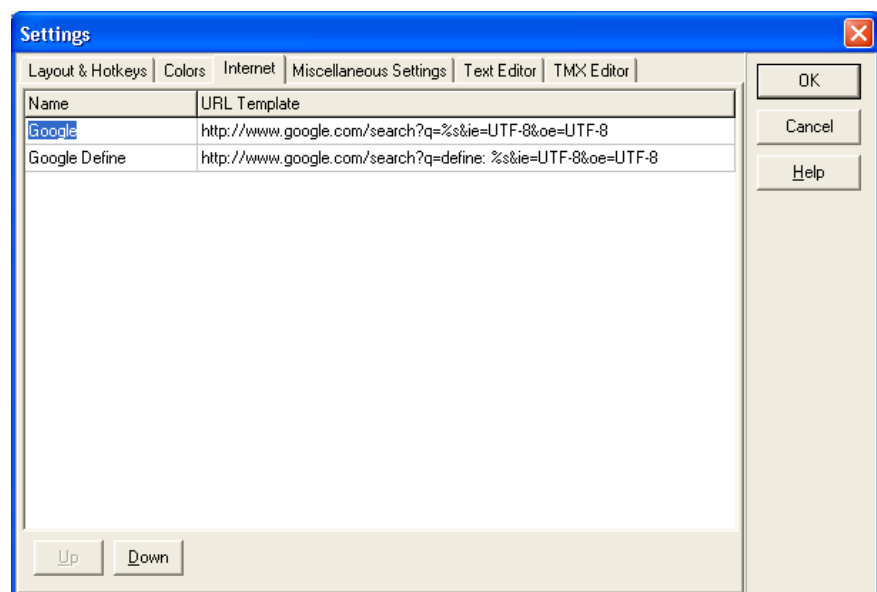 Settings
Layout & Hotkeys Colors Internet Miscellaneous Settings Text Editor TMX Editor
OK
Name URL Template
Google http://www.google.com/search?q=%s&ie=UTF-8&oe=UTF-8
Cancel
Google Define http://www.google.com/search?q=define: %s&ie=UTF-8&oe=UTF-8
Help
Up Down